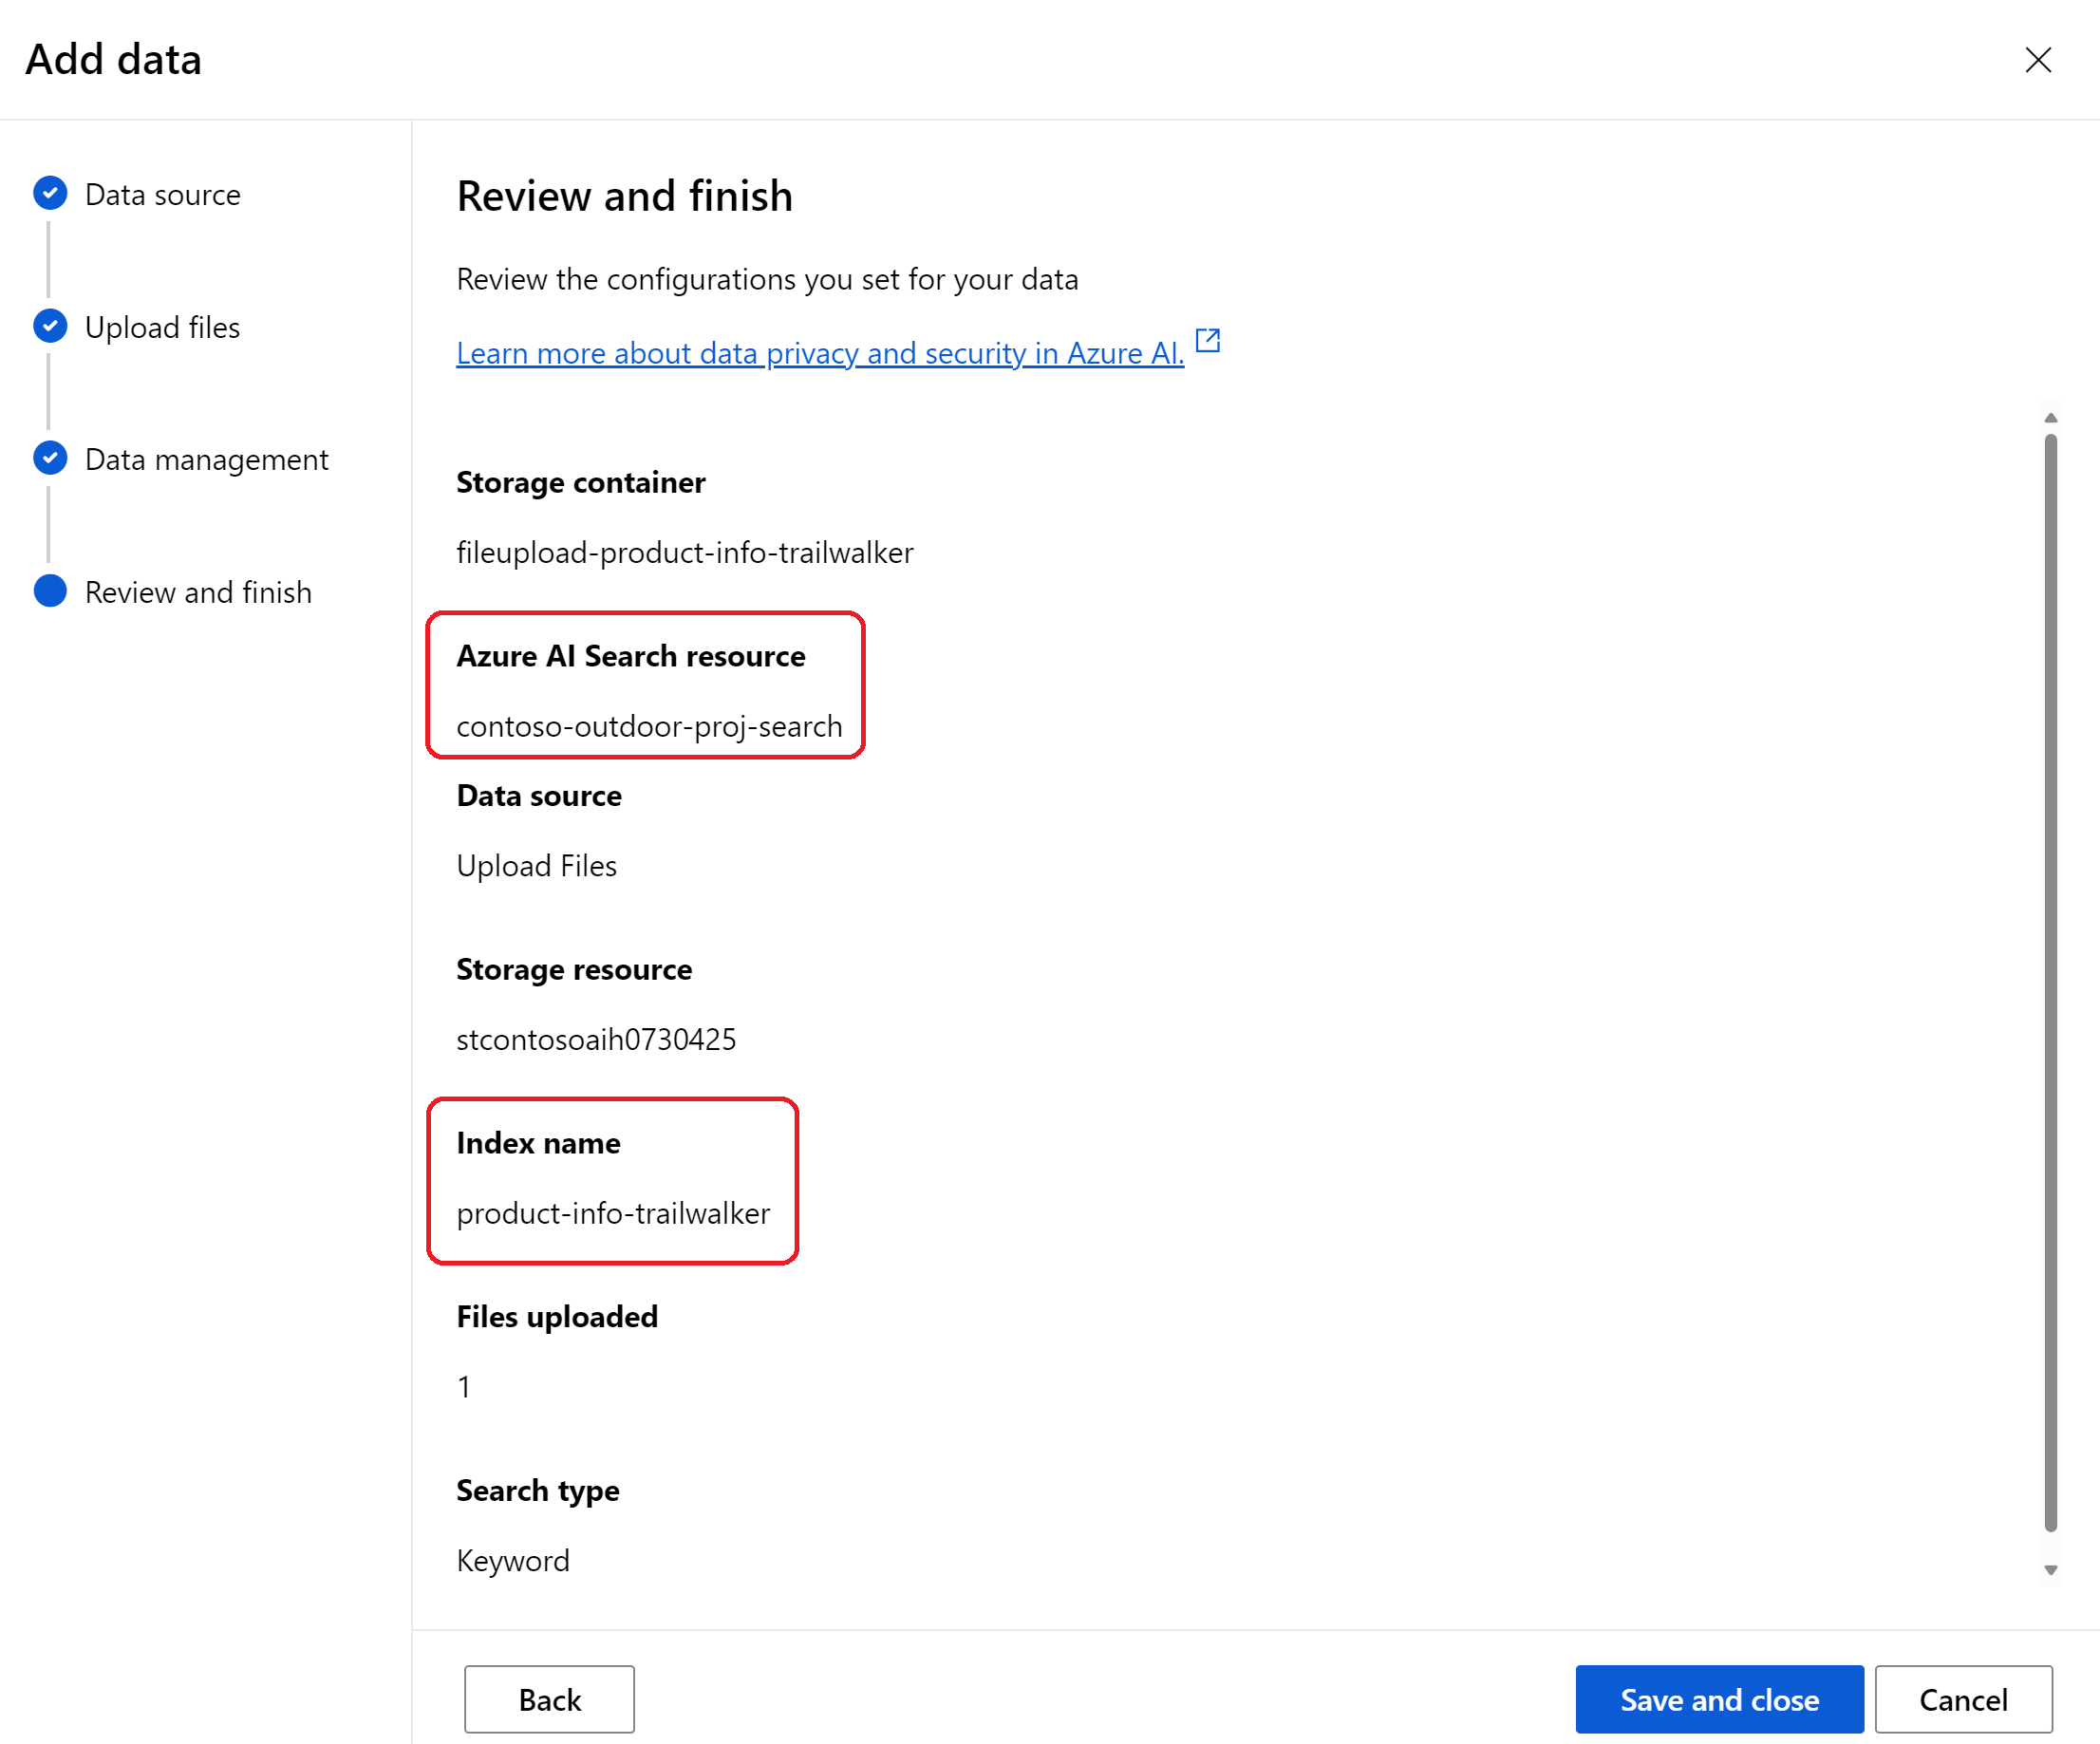 Add data
Data source
Upload files
Data management
Review and finish
Review and finish
Review the configurations you set for your data
Learn more about data privacy and security in Azure AI.
Storage container
fileupload-product-info-trailwalker
Azure AI Search resource
contoso-outdoor-proj-search
Data source
Upload Files
Storage resource
stcontosoaih0730425
Index name
product-info-trailwalker
Files uploaded
1
Search type
Keyword
Back
Save and close
Cancel